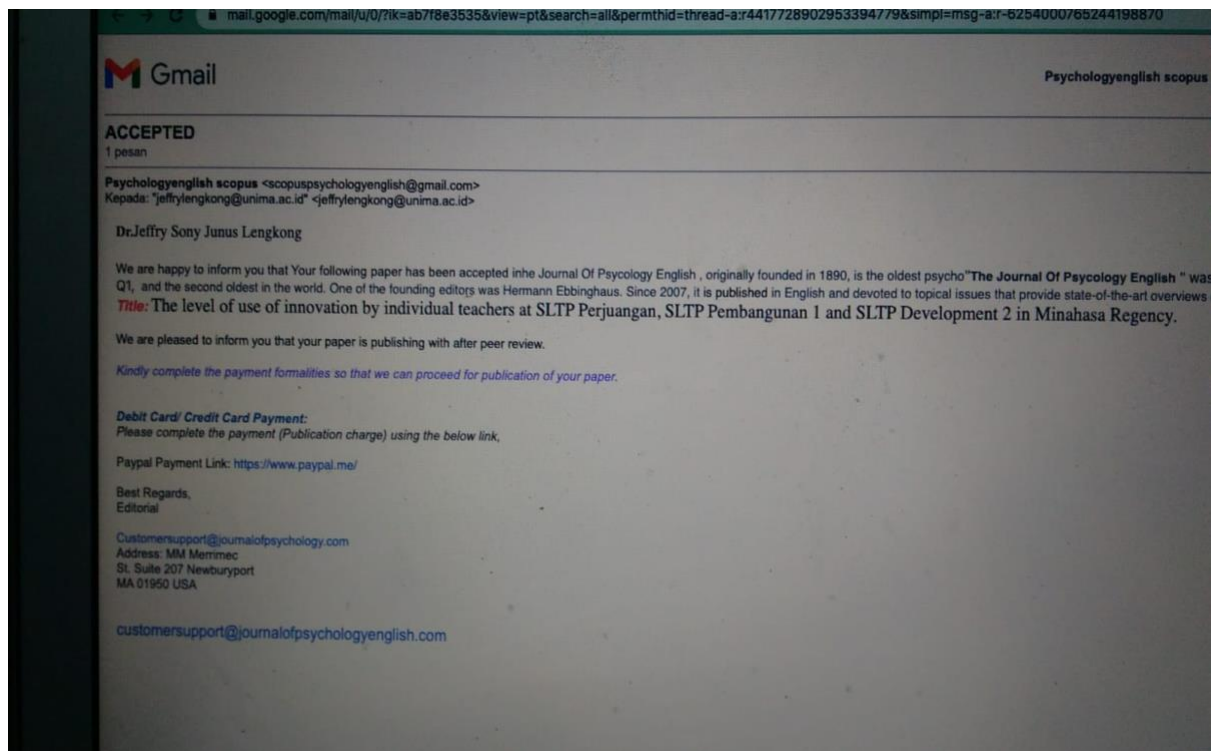 mail.google.com/mail/u/0/?ik=ab7f8e3535&view=pt&search=all&permthid=thread-a:r4417728902953394779&simpl=msg-a:r-6254000765244198870
Gmail
Psychologyenglish scopus
ACCEPTED
1 pesan
Psychologyenglish scopus <scopuspsychologyenglish@gmail.com>
Kepada: "jeffrylengkong@unima.ac.id" <jeffrylengkong@unima.ac.id>
Dr.Jeffry Sony Junus Lengkong
We are happy to inform you that Your following paper has been accepted inhe Journal Of Psycology English , originally founded in 1890, is the oldest psycho"The Journal Of Psycology English " was
Q1, and the second oldest in the world. One of the founding editors was Hermann Ebbinghaus. Since 2007, it is published in English and devoted to topical issues that provide state-of-the-art overviews
Title: The level of use of innovation by individual teachers at SLTP Perjuangan, SLTP Pembangunan 1 and SLTP Development 2 in Minahasa Regency.
We are pleased to inform you that your paper is publishing with after peer review.
Kindly complete the payment formalities so that we can proceed for publication of your paper.
Debit Card/ Credit Card Payment:
Please complete the payment (Publication charge) using the below link,
Paypal Payment Link: https://www.paypal.me/
Best Regards,
Editorial
Customersupport@journalofpsychology.com
Address: MM Merrimec
St. Suite 207 Newburyport
MA 01950 USA
customersupport@journalofpsychologyenglish.com